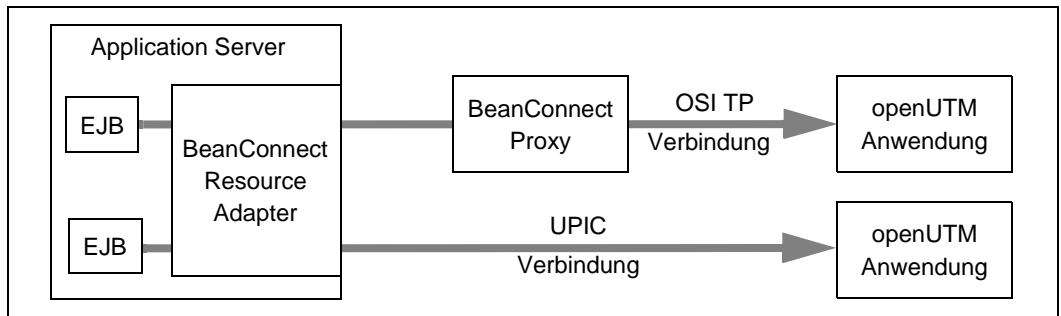 Application Server
EJB
EJB
BeanConnect
Resource
Adapter
BeanConnect
Proxy
OSI TP
Verbindung
openUTM
Anwendung
UPIC
Verbindung
openUTM
Anwendung